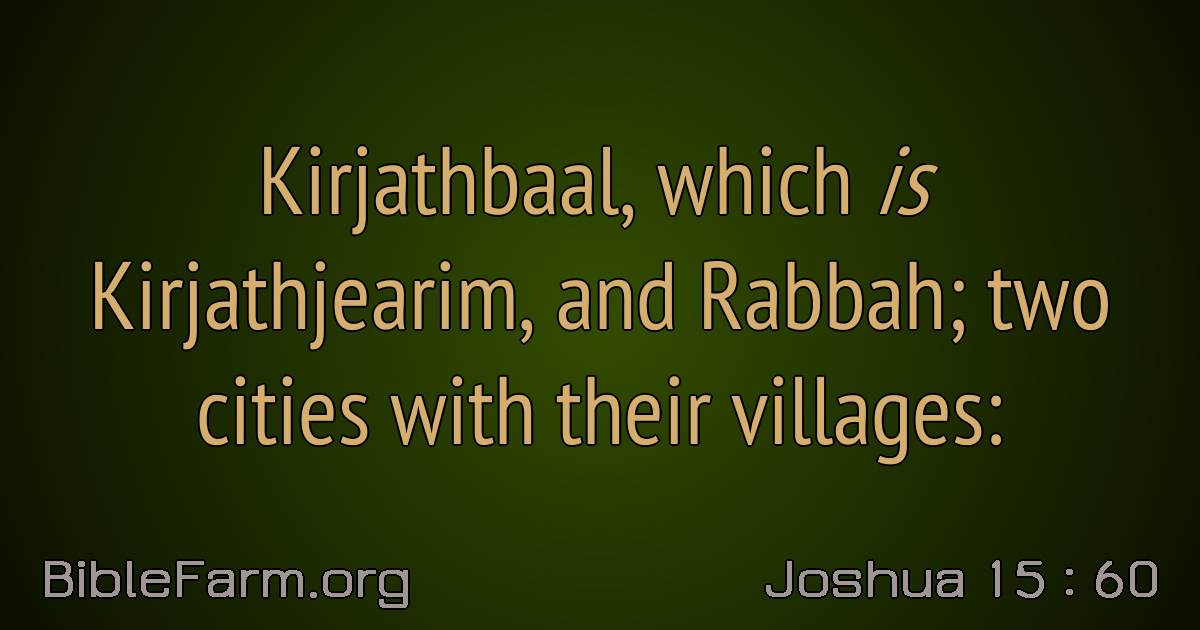 Kirjathbaal, which is
Kirjathjearim, and Rabbah; two
cities with their villages:
BibleFarm.org
Joshua 15 : 60